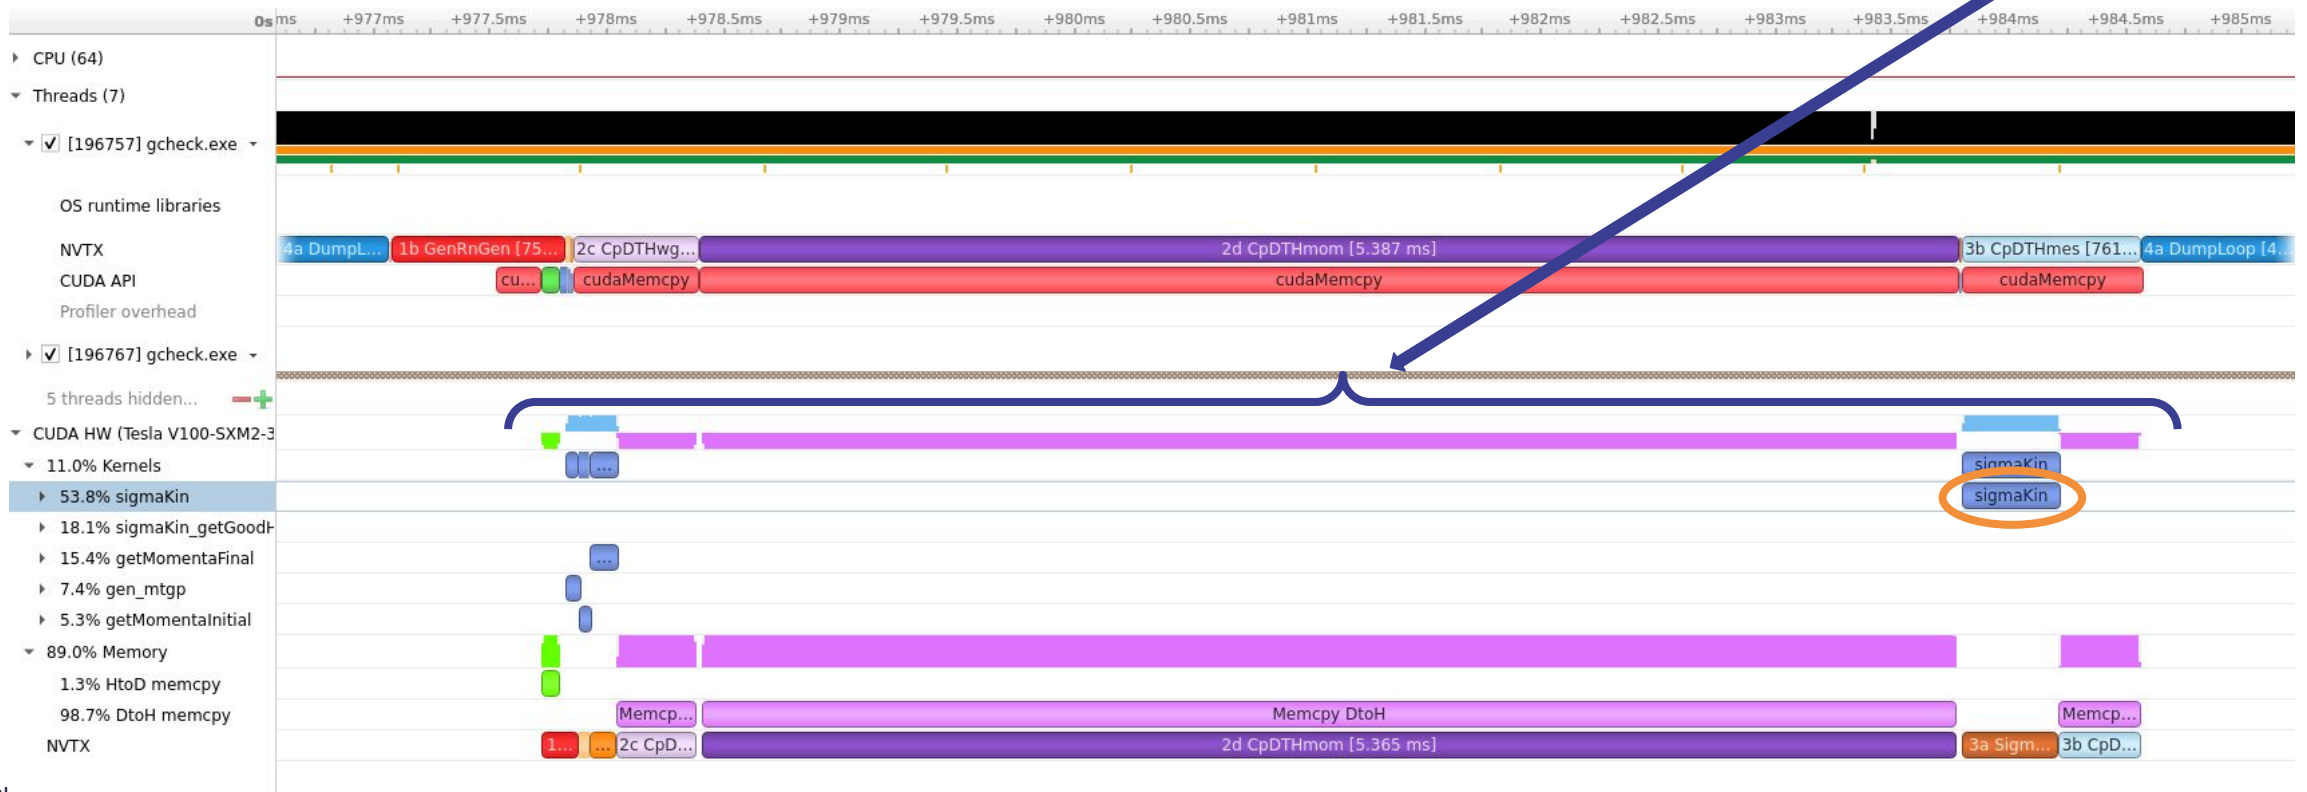 0s ms +977ms +977.5ms +978ms +978.5ms +979ms +979.5ms +980ms +980.5ms +981ms +981.5ms +982ms +982.5ms +983ms +983.5ms +984ms +984.5ms +985ms
CPU (64)
Threads (7)
[196757] gcheck.exe
OS runtime libraries
NVTX 4a DumpL... 1b GenRnGen [75... 2c CpDTHwg... 2d CpDTHmom [5.387 ms] 3b CpDTHmes [761... 4a DumpLoop [4...
CUDA API cu... cudaMemcpy cudaMemcpy cudaMemcpy
Profiler overhead
[196767] gcheck.exe
5 threads hidden...
CUDA HW (Tesla V100-SXM2-3
11.0% Kernels ... sigmaKin
53.8% sigmaKin sigmaKin
18.1% sigmaKin_getGoodH
15.4% getMomentaFinal ...
7.4% gen_mtgp
5.3% getMomentaInitial
89.0% Memory
1.3% HtoD memcpy
98.7% DtoH memcpy Memcp... Memcpy DtoH Memcp...
NVTX 1... ... 2c CpD... 2d CpDTHmom [5.365 ms] 3a Sigm... 3b CpD...